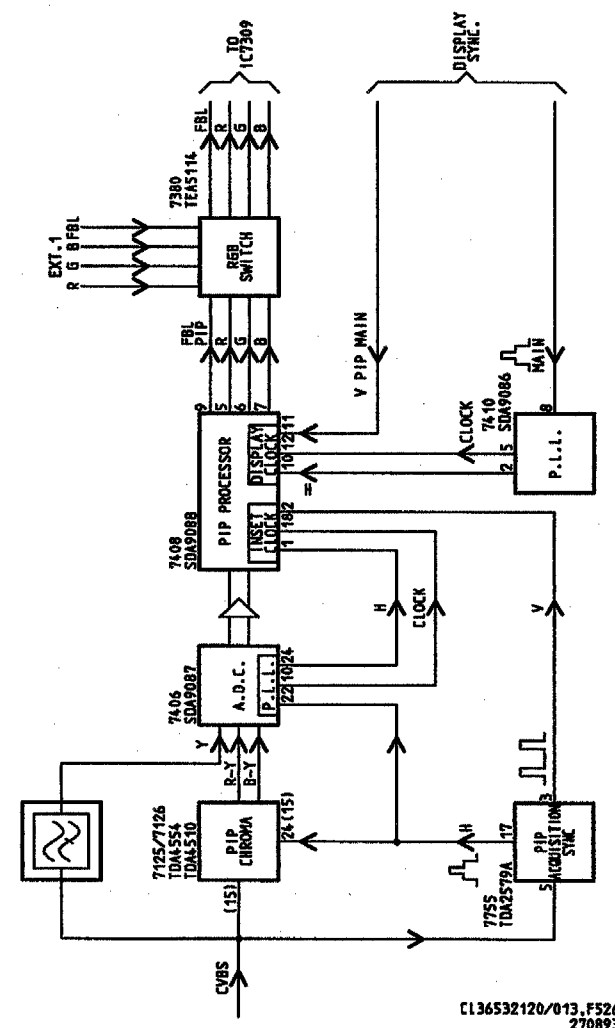 TO
IC7309
DISPLAY
SYNC.
FBL
R
G
B
7380
TEA5114
EXT.1
R G B FBL
RGB
SWITCH
FBL
PIP
R
G
B
V PIP MAIN
MAIN
9
5
6
7
7408
SDA9088
PIP PROCESSOR
DISPLAY
CLOCK
10 12 11
INSET
CLOCK
1 18 2
H
CLOCK
7410
SDA9086
2 5
8
P.L.L.
7406
SDA9087
A.D.C.
P.L.L.
22 10 24
H
CLOCK
V
Y
R-Y
B-Y
7125/7126
TDA4554
TDA4510
PIP
CHROMA
(15)
24(15)
H
17
3
5
PIP
ACQUISITION
SYNC
7755
TDA2579A
CVBS
CL36532120/013.F526
270893